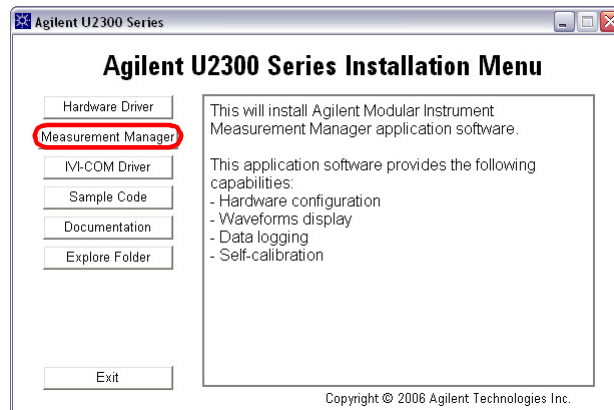 Agilent U2300 Series
Agilent U2300 Series Installation Menu
Hardware Driver
Measurement Manager
IVI-COM Driver
Sample Code
Documentation
Explore Folder
Exit
This will install Agilent Modular Instrument
Measurement Manager application software.
This application software provides the following
capabilities:
- Hardware configuration
- Waveforms display
- Data logging
- Self-calibration
Copyright © 2006 Agilent Technologies Inc.